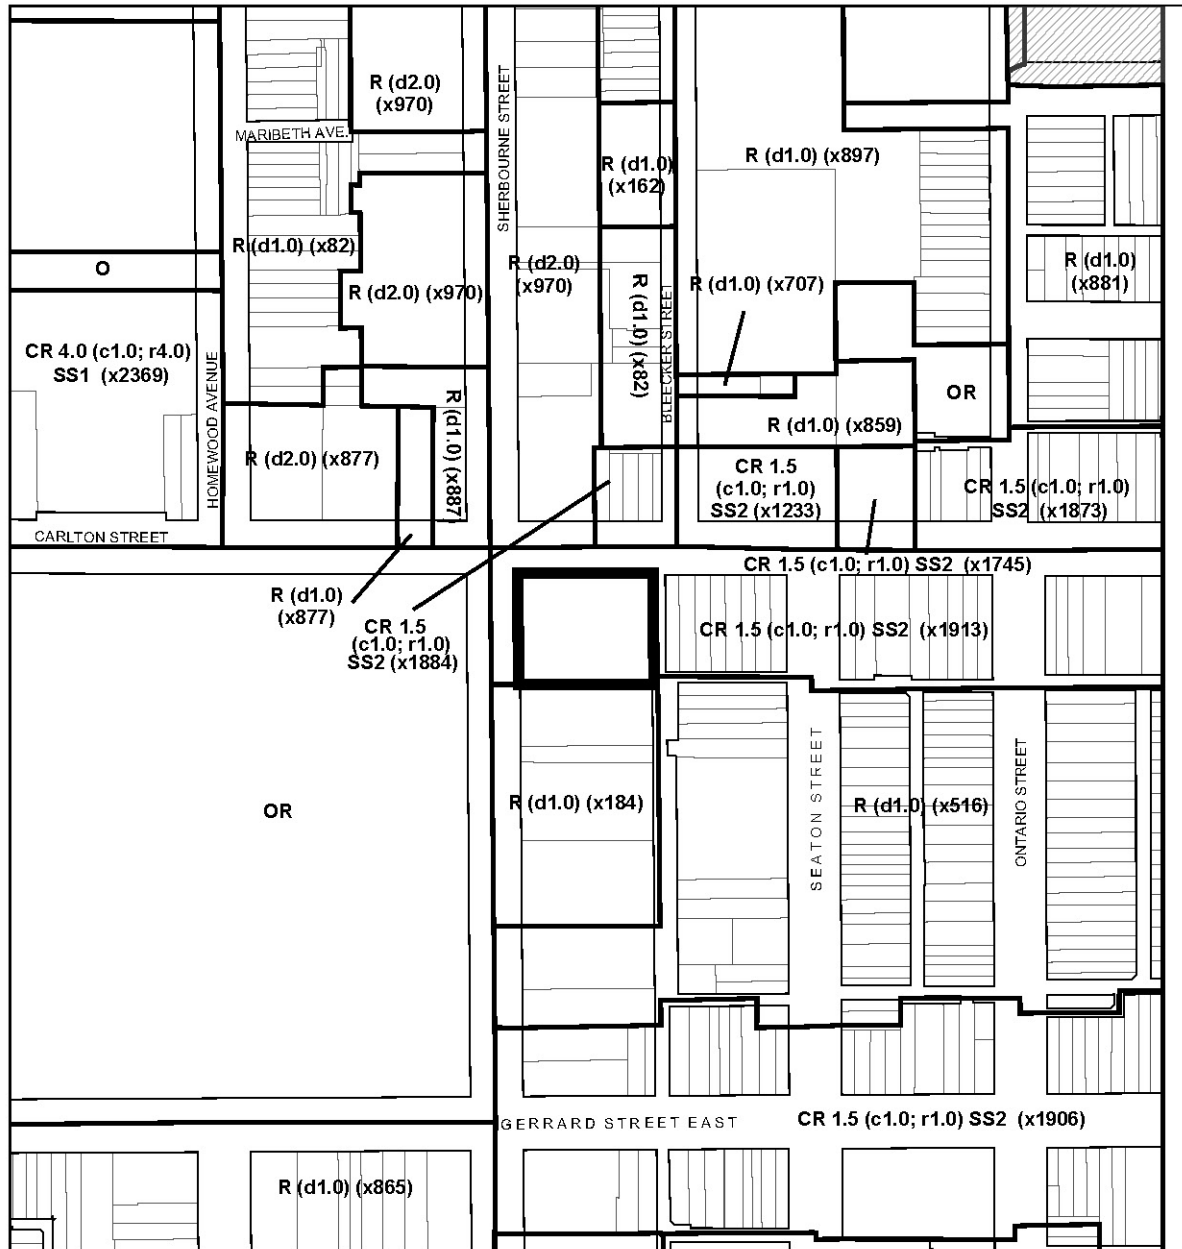 R (d2.0)
(x970)
SHERBOURNE STREET
MARIBETH AVE.
R (d1.0)
(x162)
R (d1.0) (x897)
R (d1.0) (x82)
O
R (d2.0)
(x970)
R (d1.0)
(x881)
R (d2.0) (x970)
R (d1.0) (x82)
BLEECKER STREET
R (d1.0) (x707)
CR 4.0 (c1.0; r4.0)
SS1 (x2369)
HOMEWOOD AVENUE
OR
R (d1.0) (x859)
R (d2.0) (x877)
R (d1.0) (x887)
CR 1.5
(c1.0; r1.0)
SS2 (x1233)
CR 1.5 (c1.0; r1.0)
SS2 (x1873)
CARLTON STREET
CR 1.5 (c1.0; r1.0) SS2 (x1745)
R (d1.0)
(x877)
CR 1.5
(c1.0; r1.0)
SS2 (x1884)
CR 1.5 (c1.0; r1.0) SS2 (x1913)
OR
R (d1.0) (x184)
SEATON STREET
R (d1.0) (x516)
ONTARIO STREET
GERRARD STREET EAST
CR 1.5 (c1.0; r1.0) SS2 (x1906)
R (d1.0) (x865)